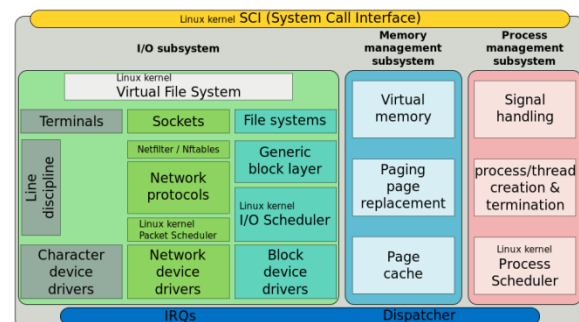 Linux kernel SCI (System Call Interface)
I/O subsystem
Memory
management
subsystem
Process
management
subsystem
Linux kernel
Virtual File System
Terminals
Sockets
File systems
Netfilter / Nftables
Line
discipline
Network
protocols
Linux kernel
Packet Scheduler
Generic
block layer
Linux kernel
I/O Scheduler
Character
device
drivers
Network
device
drivers
Block
device
drivers
Virtual
memory
Paging
page
replacement
Page
cache
Signal
handling
process/thread
creation &
termination
Linux kernel
Process
Scheduler
IRQs
Dispatcher